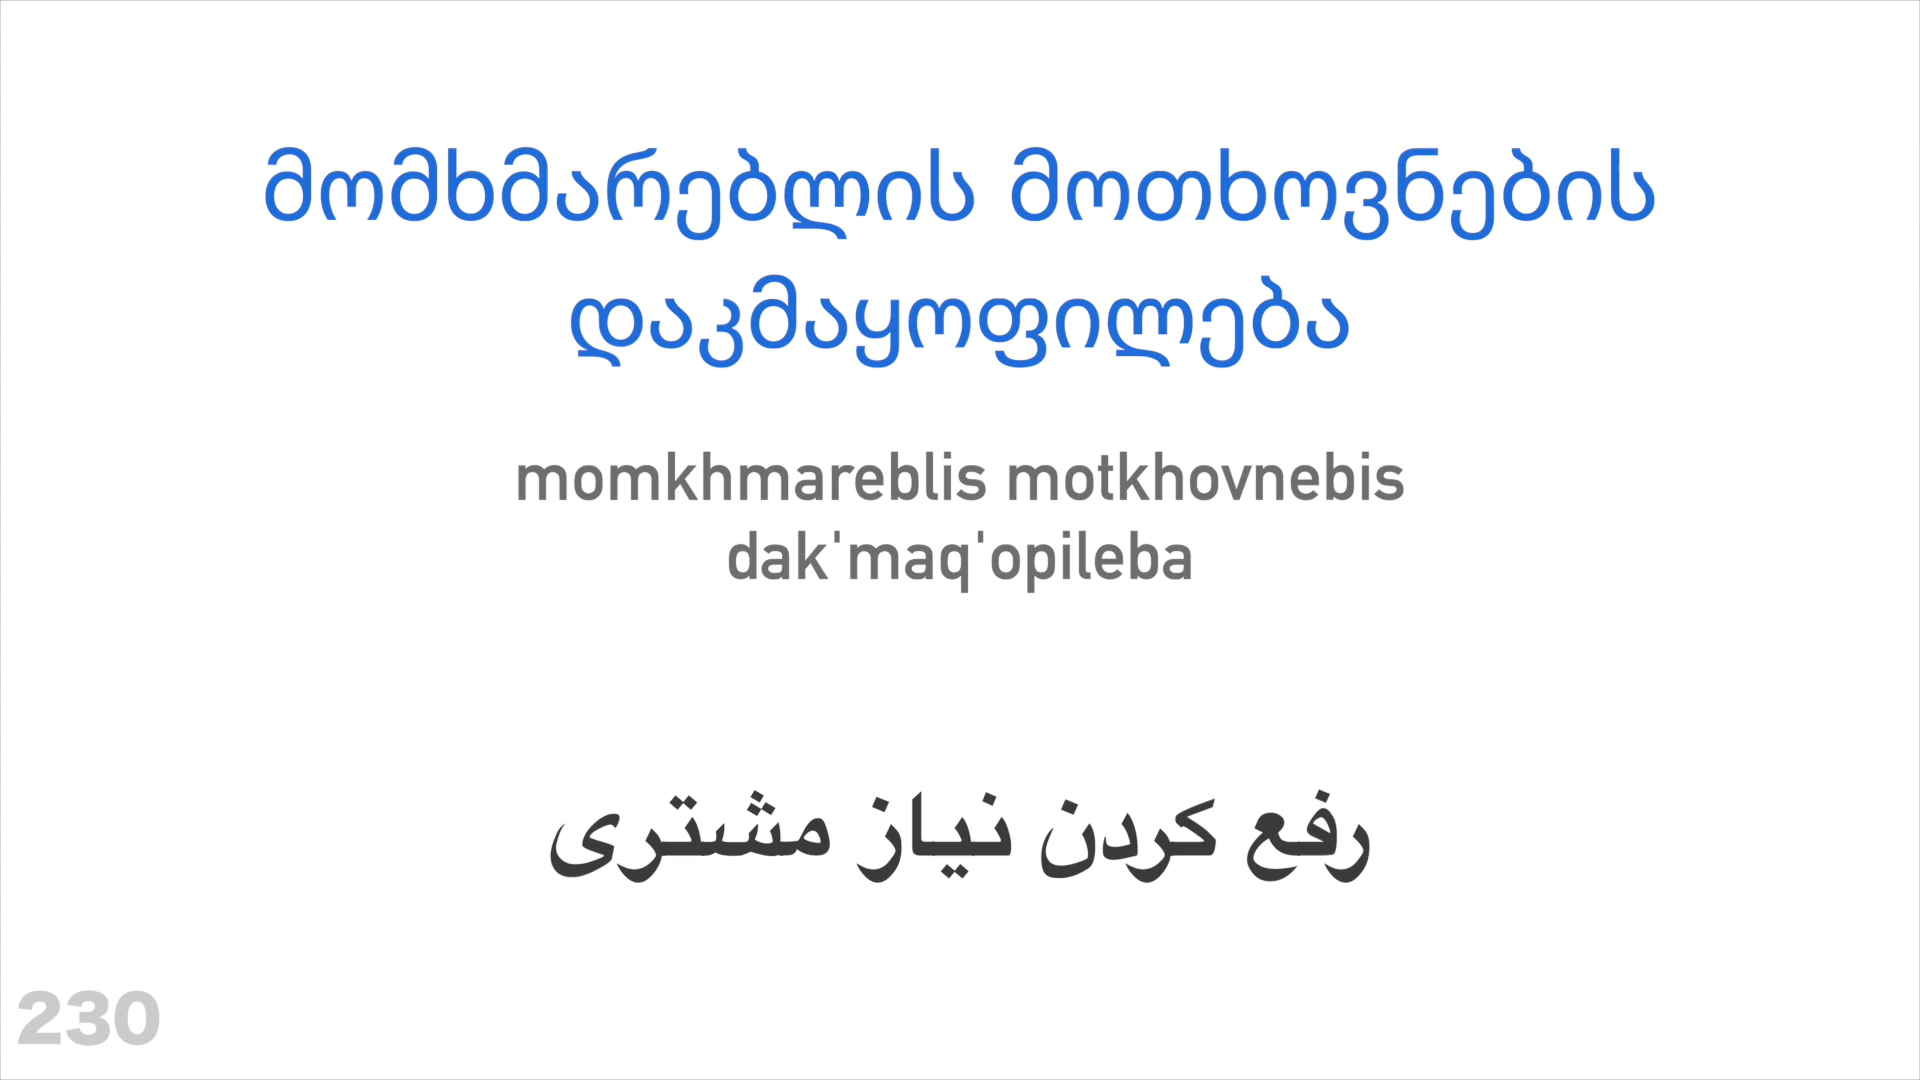 მომხმარებლის მოთხოვნების
დაკმაყოფილება
momkhmareblis motkhovnebis
dak'maq'opileba
رفع کردن نیاز مشتری
230